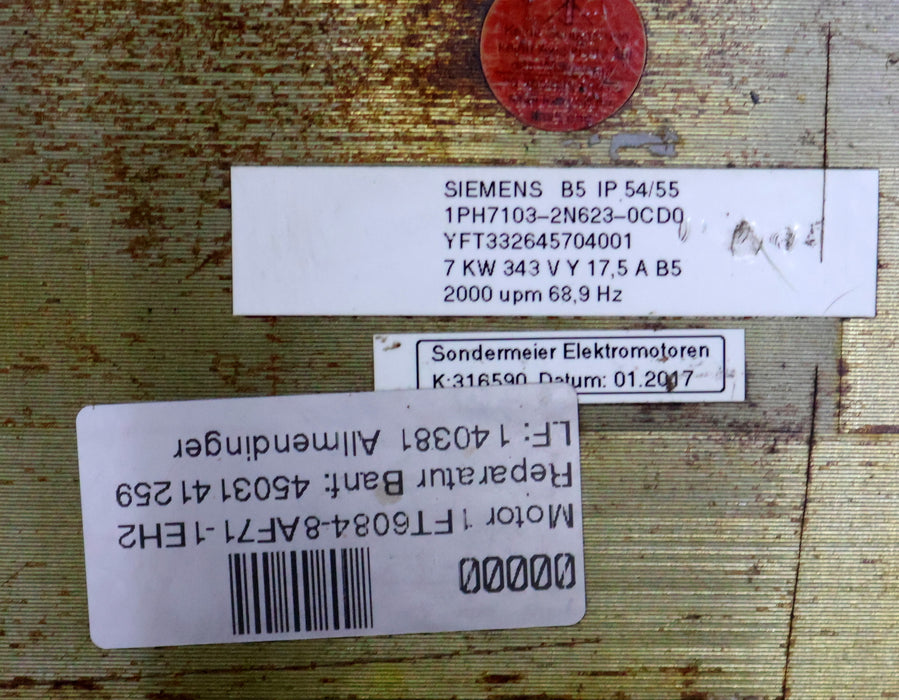 SIEMENS B5 IP 54/55
1PH7103-2N623-0CD0
YFT332645704001
7 KW 343 V Y 17,5 A B5
2000 upm 68,9 Hz
Sondermeier Elektromotoren
K:316590 Datum: 01.2017
00000
Motor 1FT6084-8AF71-1EH2
Reparatur Banf: 4503141259
LF: 140381 Allmendinger